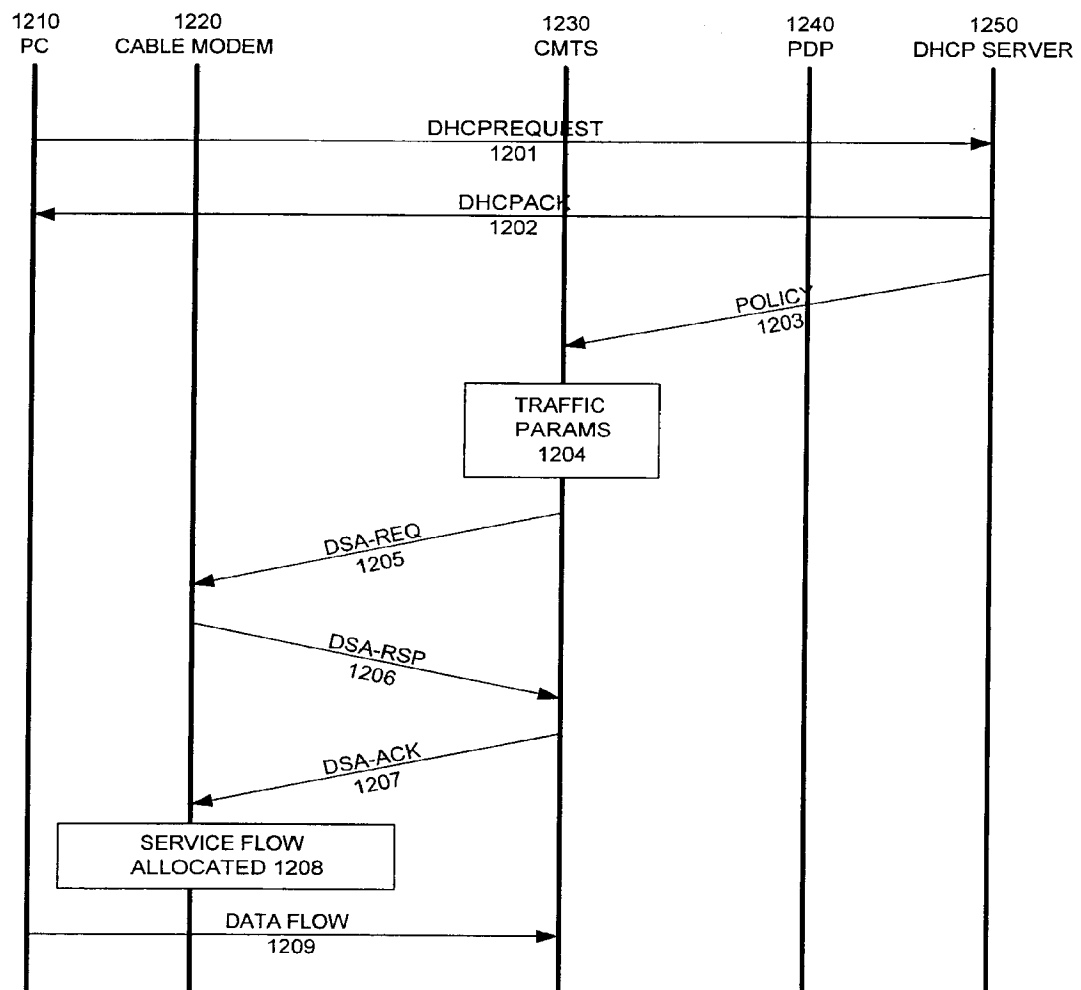 1210
PC
1220
CABLE MODEM
1230
CMTS
1240
PDP
1250
DHCP SERVER
DHCPREQUEST
1201
DHCPACK
1202
POLICY
1203
TRAFFIC
PARAMS
1204
DSA-REQ
1205
DSA-RSP
1206
DSA-ACK
1207
SERVICE FLOW
ALLOCATED 1208
DATA FLOW
1209